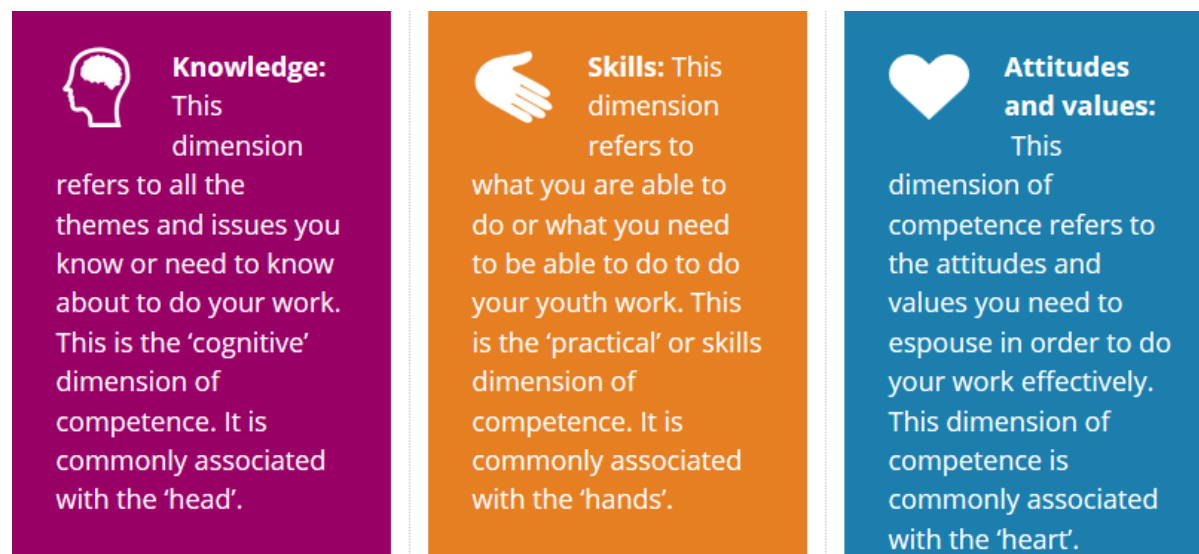 Knowledge:
This
dimension
refers to all the
themes and issues you
know or need to know
about to do your work.
This is the ‘cognitive’
dimension of
competence. It is
commonly associated
with the ‘head’.
Skills: This
dimension
refers to
what you are able to
do or what you need
to be able to do to do
your youth work. This
is the ‘practical’ or skills
dimension of
competence. It is
commonly associated
with the ‘hands’.
Attitudes
and values:
This
dimension of
competence refers to
the attitudes and
values you need to
espouse in order to do
your work effectively.
This dimension of
competence is
commonly associated
with the ‘heart’.